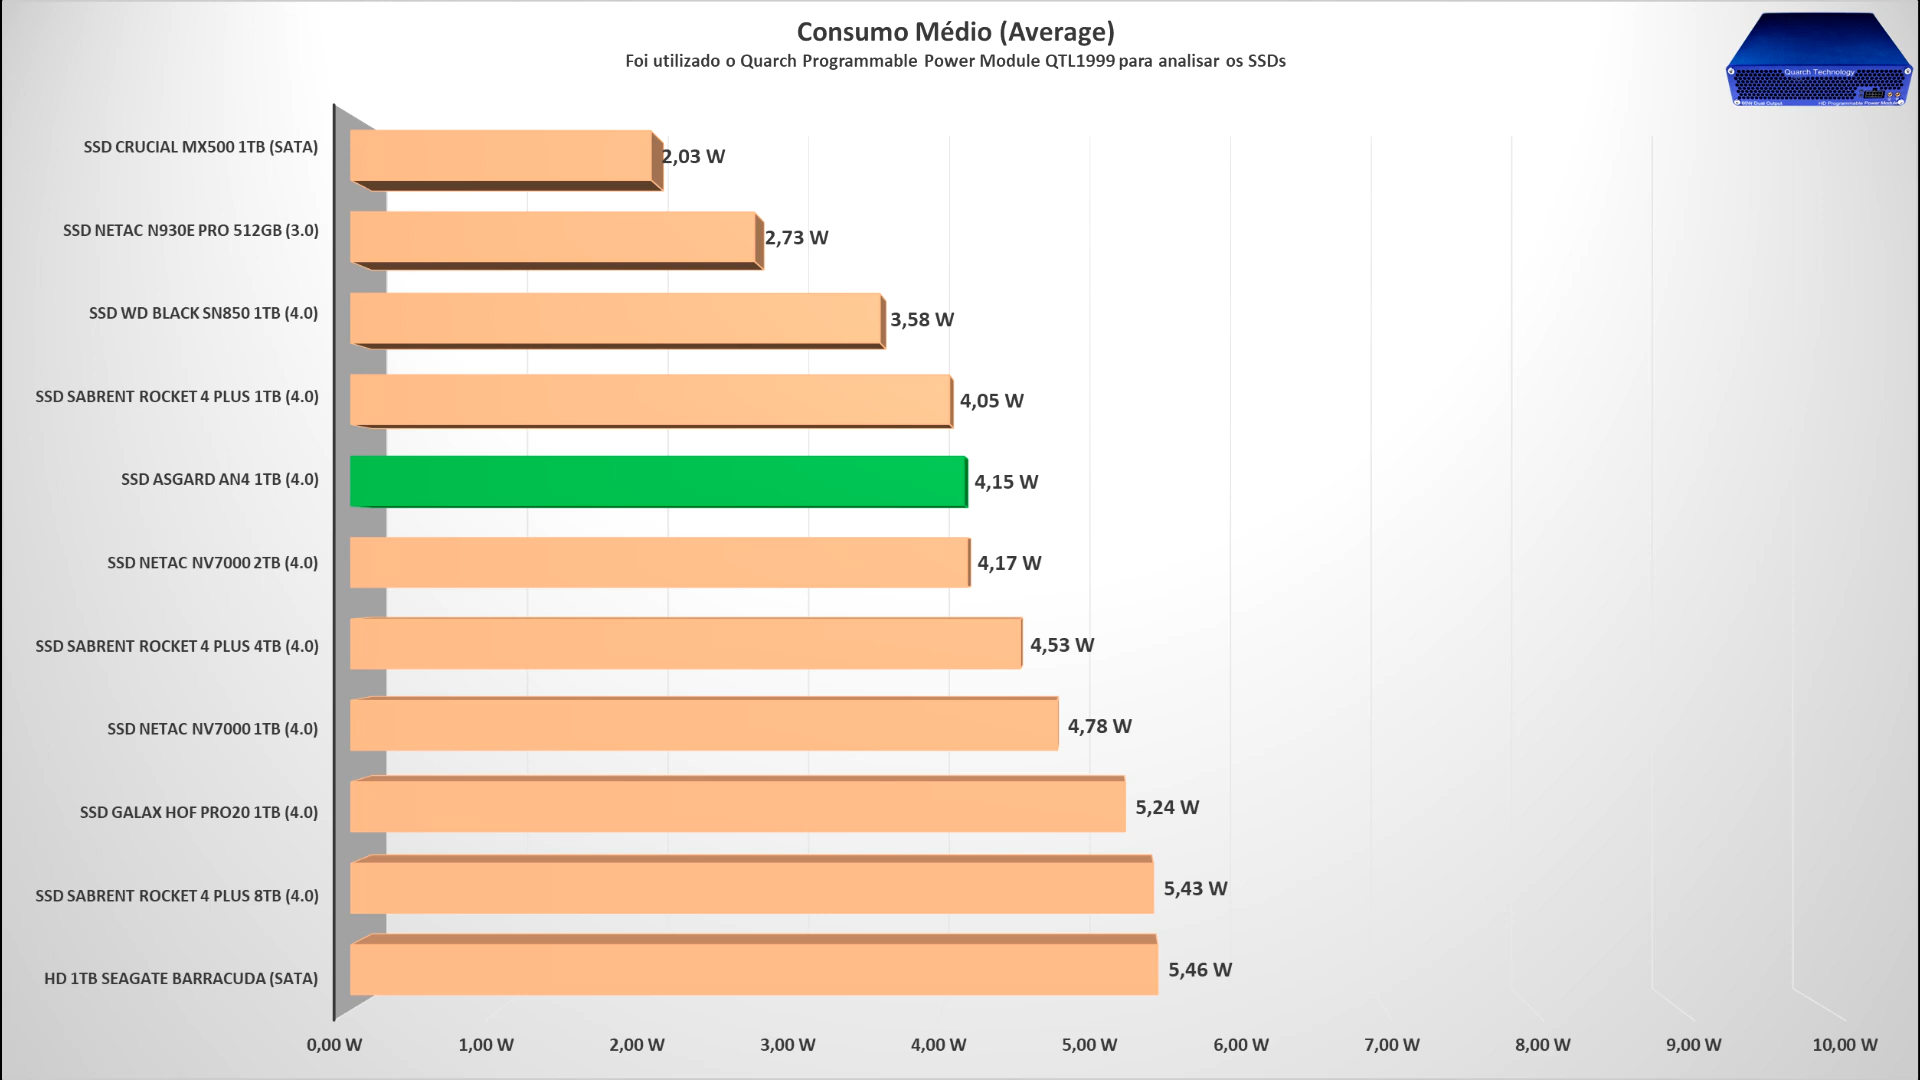 Consumo Médio (Average)
Foi utilizado o Quarch Programmable Power Module QTL1999 para analisar os SSDs
Quarch Technology
HD Programmable Power Module
SSD CRUCIAL MX500 1TB (SATA)
2,03 W
SSD NETAC N930E PRO 512GB (3.0)
2,73 W
SSD WD BLACK SN850 1TB (4.0)
3,58 W
SSD SABRENT ROCKET 4 PLUS 1TB (4.0)
4,05 W
SSD ASGARD AN4 1TB (4.0)
4,15 W
SSD NETAC NV7000 2TB (4.0)
4,17 W
SSD SABRENT ROCKET 4 PLUS 4TB (4.0)
4,53 W
SSD NETAC NV7000 1TB (4.0)
4,78 W
SSD GALAX HOF PRO20 1TB (4.0)
5,24 W
SSD SABRENT ROCKET 4 PLUS 8TB (4.0)
5,43 W
HD 1TB SEAGATE BARRACUDA (SATA)
5,46 W
0,00 W 1,00 W 2,00 W 3,00 W 4,00 W 5,00 W 6,00 W 7,00 W 8,00 W 9,00 W 10,00 W